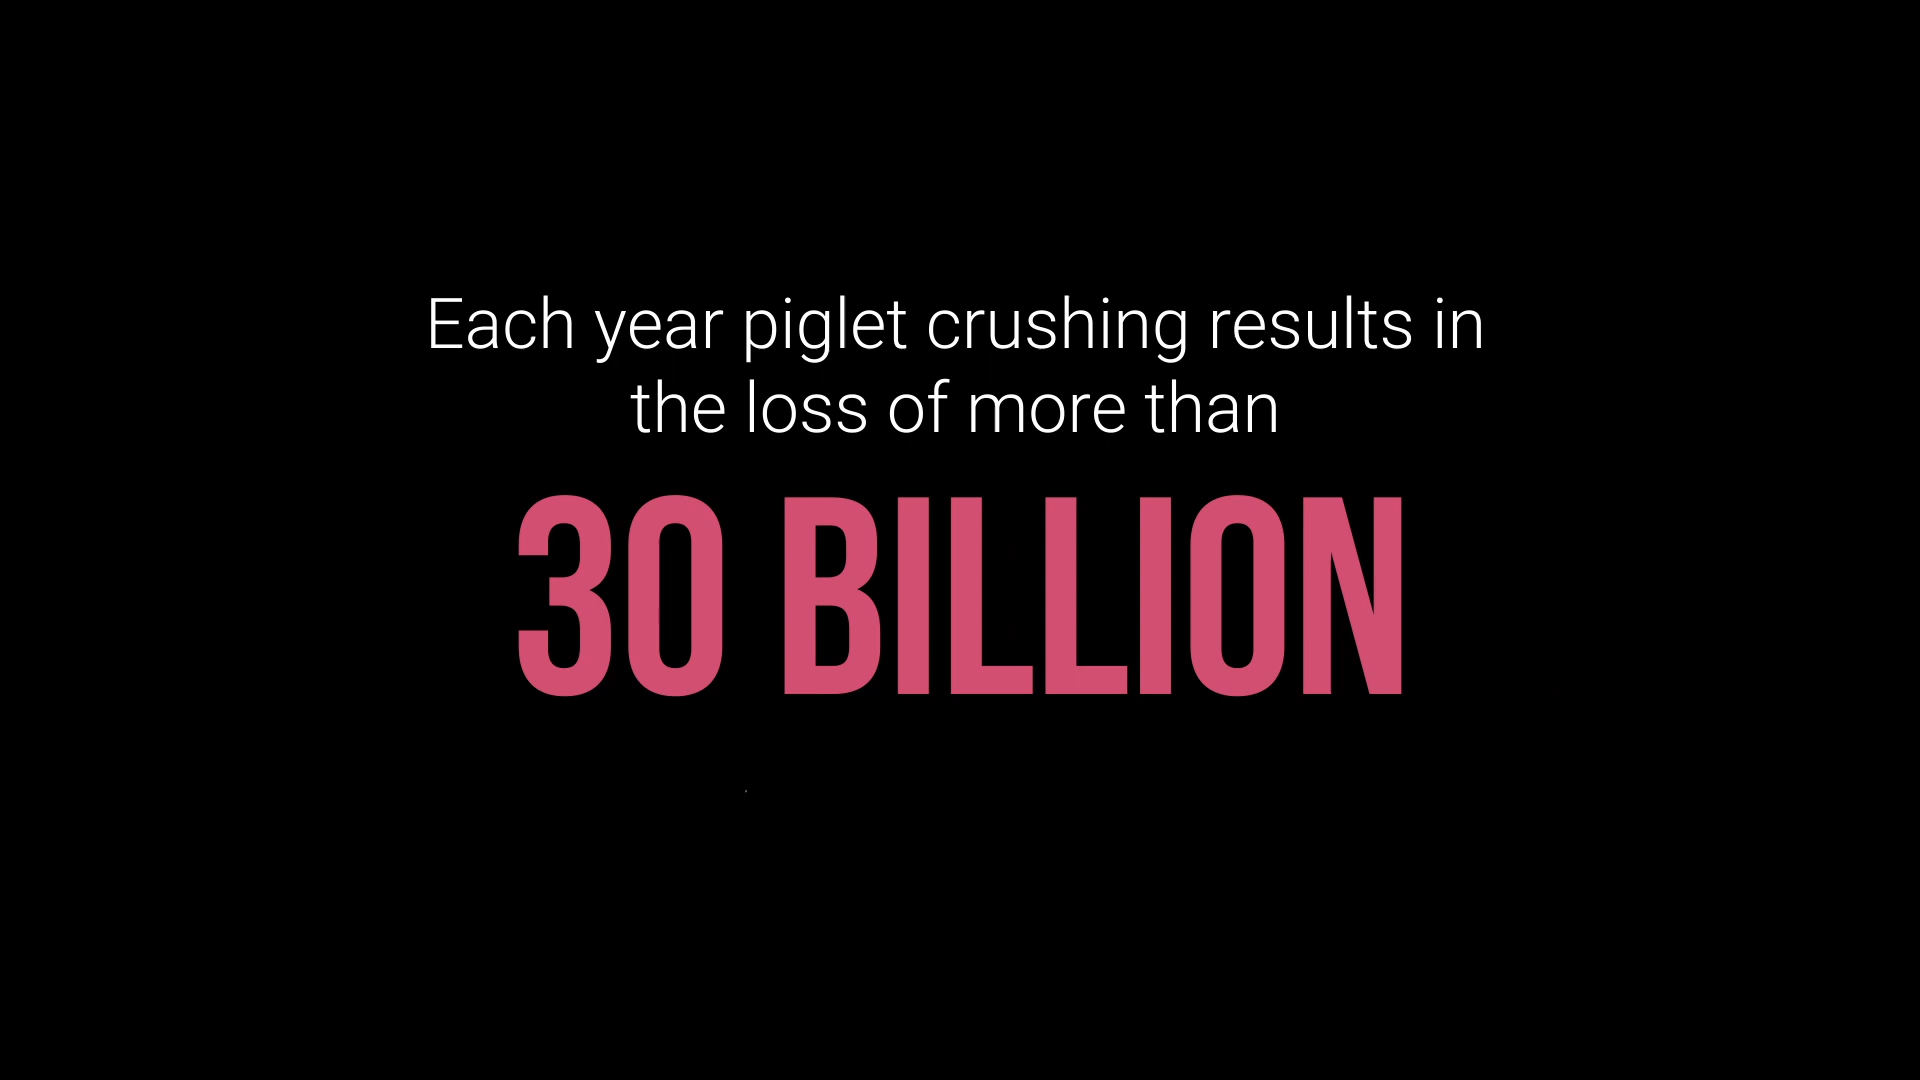 Each year piglet crushing results in
the loss of more than
30 BILLION